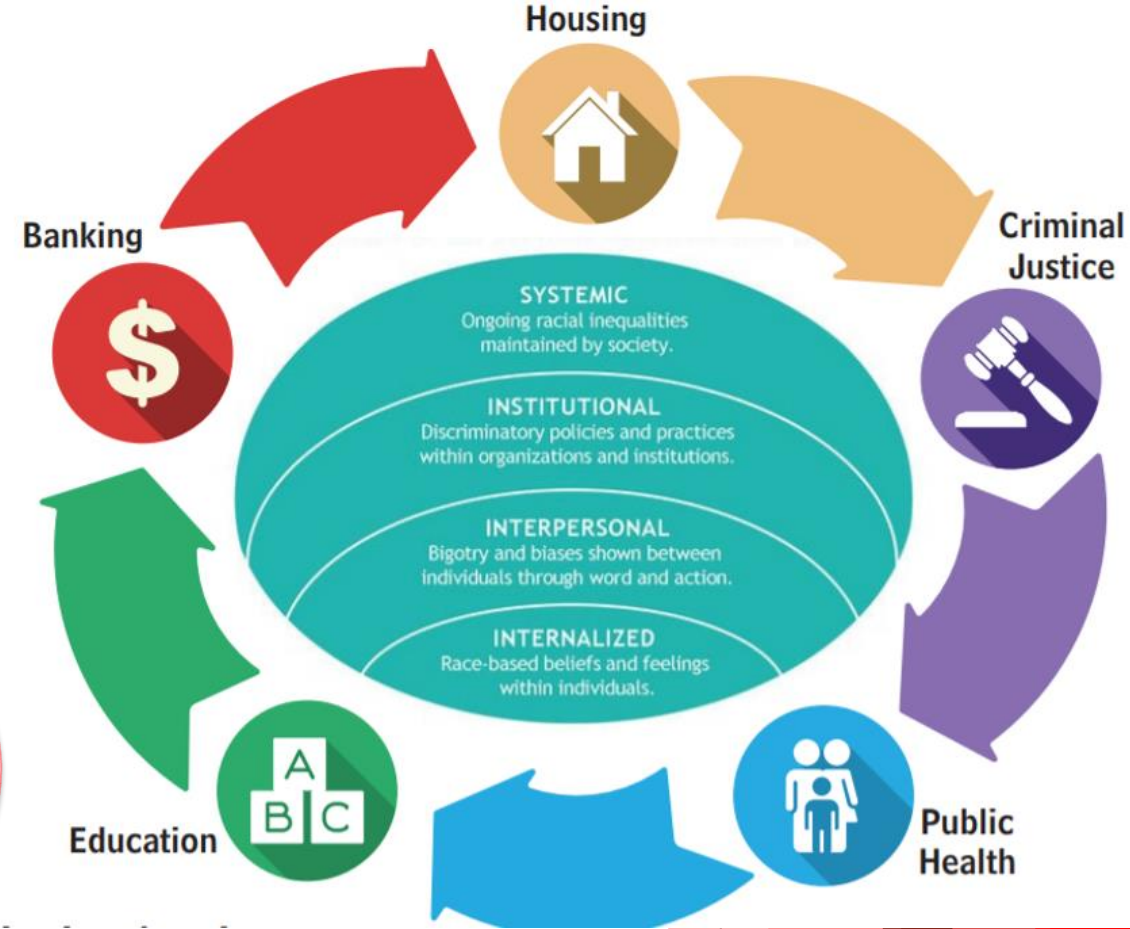 Housing
Banking
Criminal
Justice
SYSTEMIC
Ongoing racial inequalities
maintained by society.
$
INSTITUTIONAL
Discriminatory policies and practices
within organizations and institutions.
INTERPERSONAL
Bigotry and biases shown between
individuals through word and action.
INTERNALIZED
Race-based beliefs and feelings
within individuals.
A
B C
Education
Public
Health